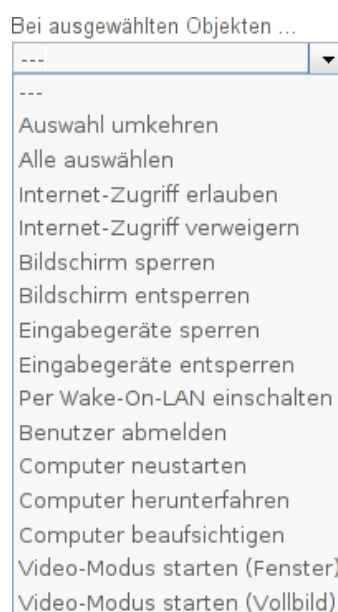 Bei ausgewählten Objekten ...
---
---
Auswahl umkehren
Alle auswählen
Internet-Zugriff erlauben
Internet-Zugriff verweigern
Bildschirm sperren
Bildschirm entsperren
Eingabegeräte sperren
Eingabegeräte entsperren
Per Wake-On-LAN einschalten
Benutzer abmelden
Computer neustarten
Computer herunterfahren
Computer beaufsichtigen
Video-Modus starten (Fenster)
Video-Modus starten (Vollbild)